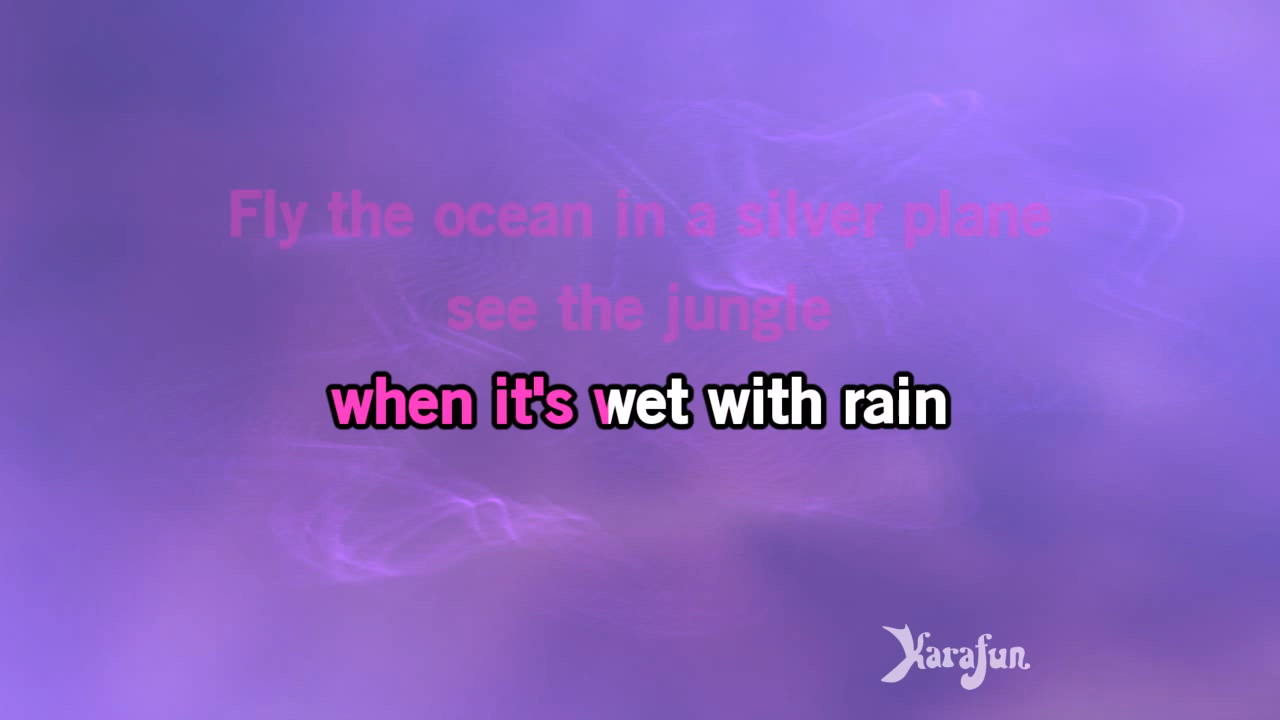 Fly the ocean in a silver plane
see the jungle
when it's wet with rain
Karafun